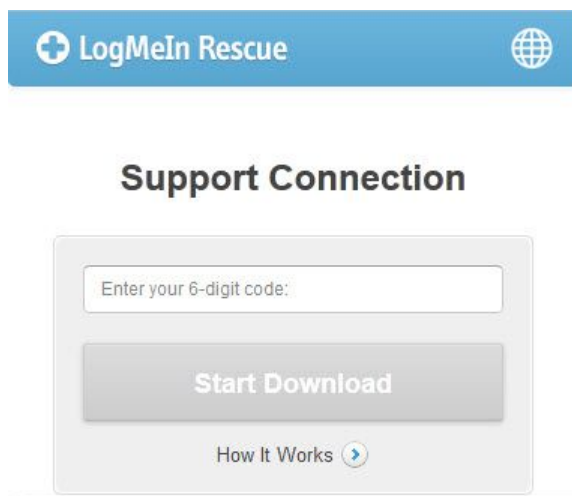 LogMeIn Rescue
Support Connection
Enter your 6-digit code:
Start Download
How It Works